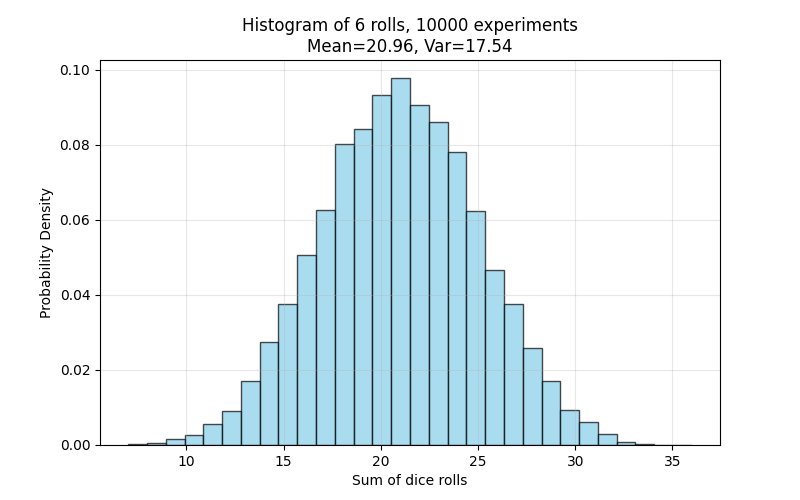 Histogram of 6 rolls, 10000 experiments
Mean=20.96, Var=17.54
Probability Density
0.10
0.08
0.06
0.04
0.02
0.00
10 15 20 25 30 35
Sum of dice rolls